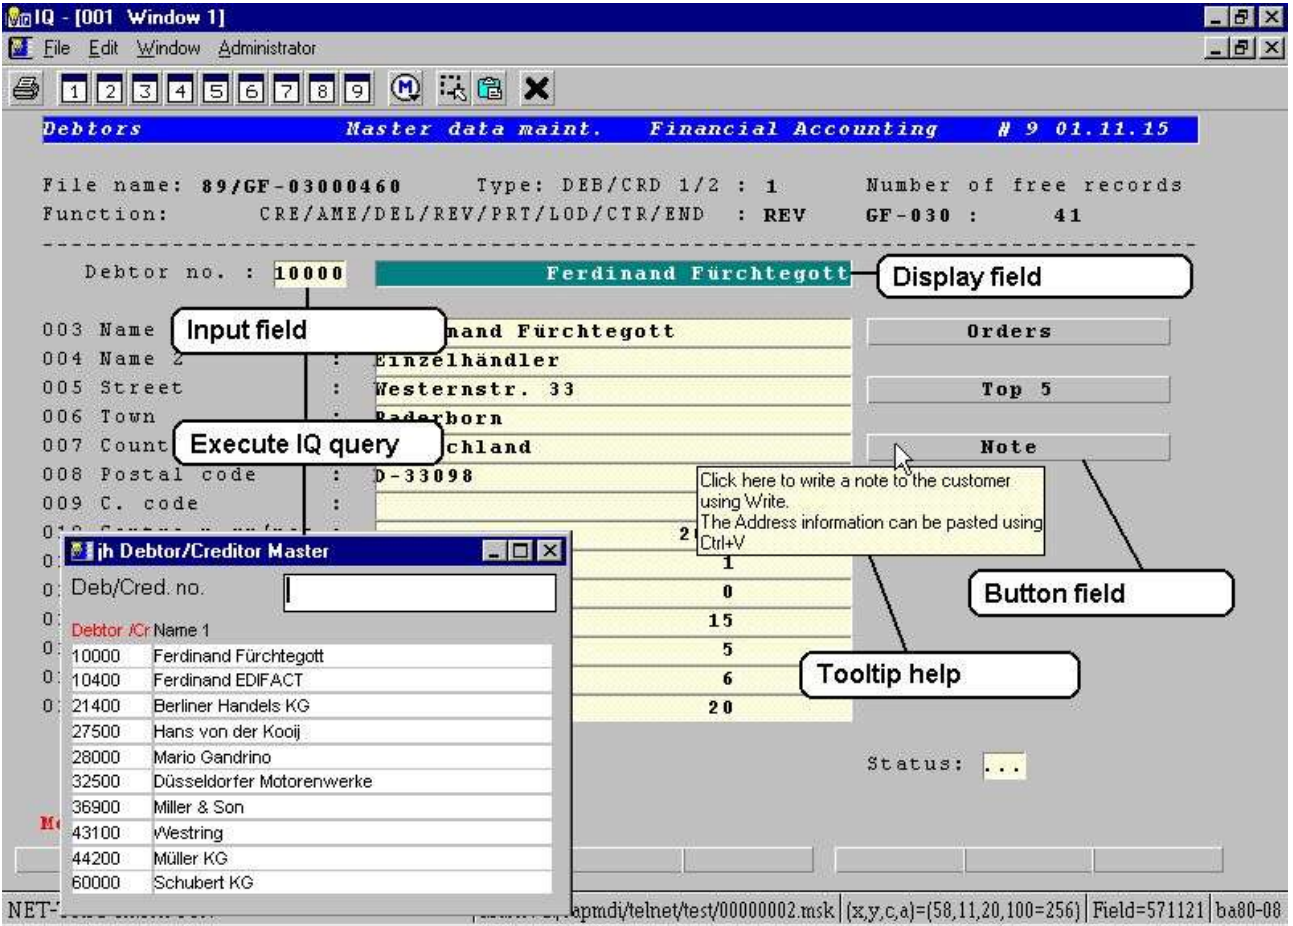 IQ - [001 Window 1]
File Edit Window Administrator
1 2 3 4 5 6 7 8 9 M
Debtors Master data maint. Financial Accounting # 9 01.11.15
File name: 89/GF-03000460 Type: DEB/CRD 1/2 : 1 Number of free records
Function: CRE/AME/DEL/REV/PRT/LOD/CTR/END : REV GF-030 : 41
Debtor no. : 10000 Ferdinand Fürchtegott
Display field
Input field
003 Name nand Fürchtegott Orders
004 Name 2 : Einzelhändler
005 Street : Westernstr. 33 Top 5
006 Town : Paderborn
Execute IQ query
007 Count chland Note
008 Postal code : D-33098
009 C. code :
Click here to write a note to the customer
using Write.
The Address information can be pasted using
Ctrl+V
1
0
15
5
6
20
Button field
Tooltip help
jh Debtor/Creditor Master
Deb/Cred. no.
Debtor /Cr Name 1
10000 Ferdinand Fürchtegott
10400 Ferdinand EDIFACT
21400 Berliner Handels KG
27500 Hans von der Kooij
28000 Mario Gandrino
32500 Düsseldorfer Motorenwerke
36900 Miller & Son
43100 Westring
44200 Müller KG
60000 Schubert KG
Status: ...
NET- apmdi/telnet/test/00000002.msk (x,y,c,a)=(58,11,20,100=256) Field=571121 ba80-08